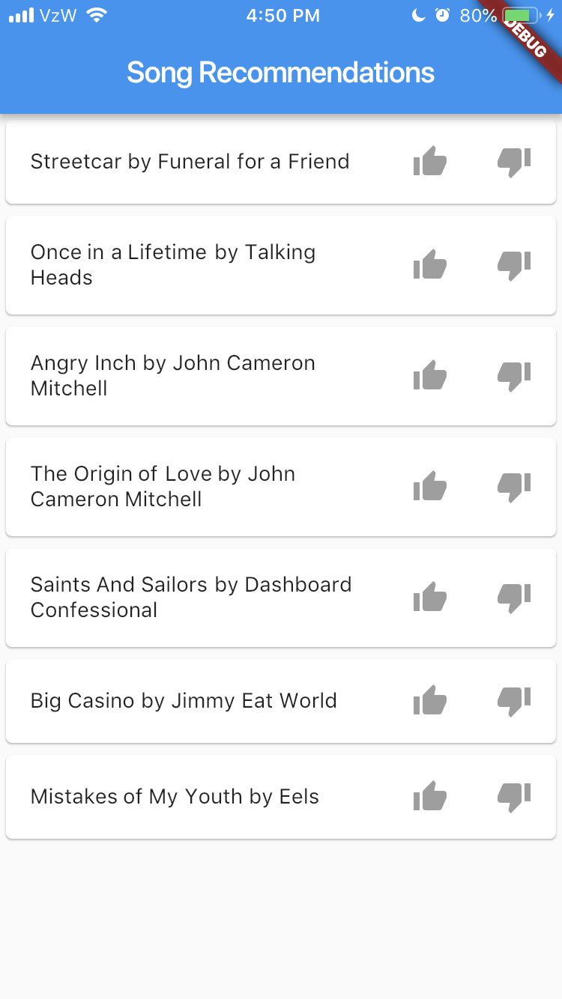 VzW 4:50 PM 80%
DEBUG
Song Recommendations
Streetcar by Funeral for a Friend
Once in a Lifetime by Talking
Heads
Angry Inch by John Cameron
Mitchell
The Origin of Love by John
Cameron Mitchell
Saints And Sailors by Dashboard
Confessional
Big Casino by Jimmy Eat World
Mistakes of My Youth by Eels